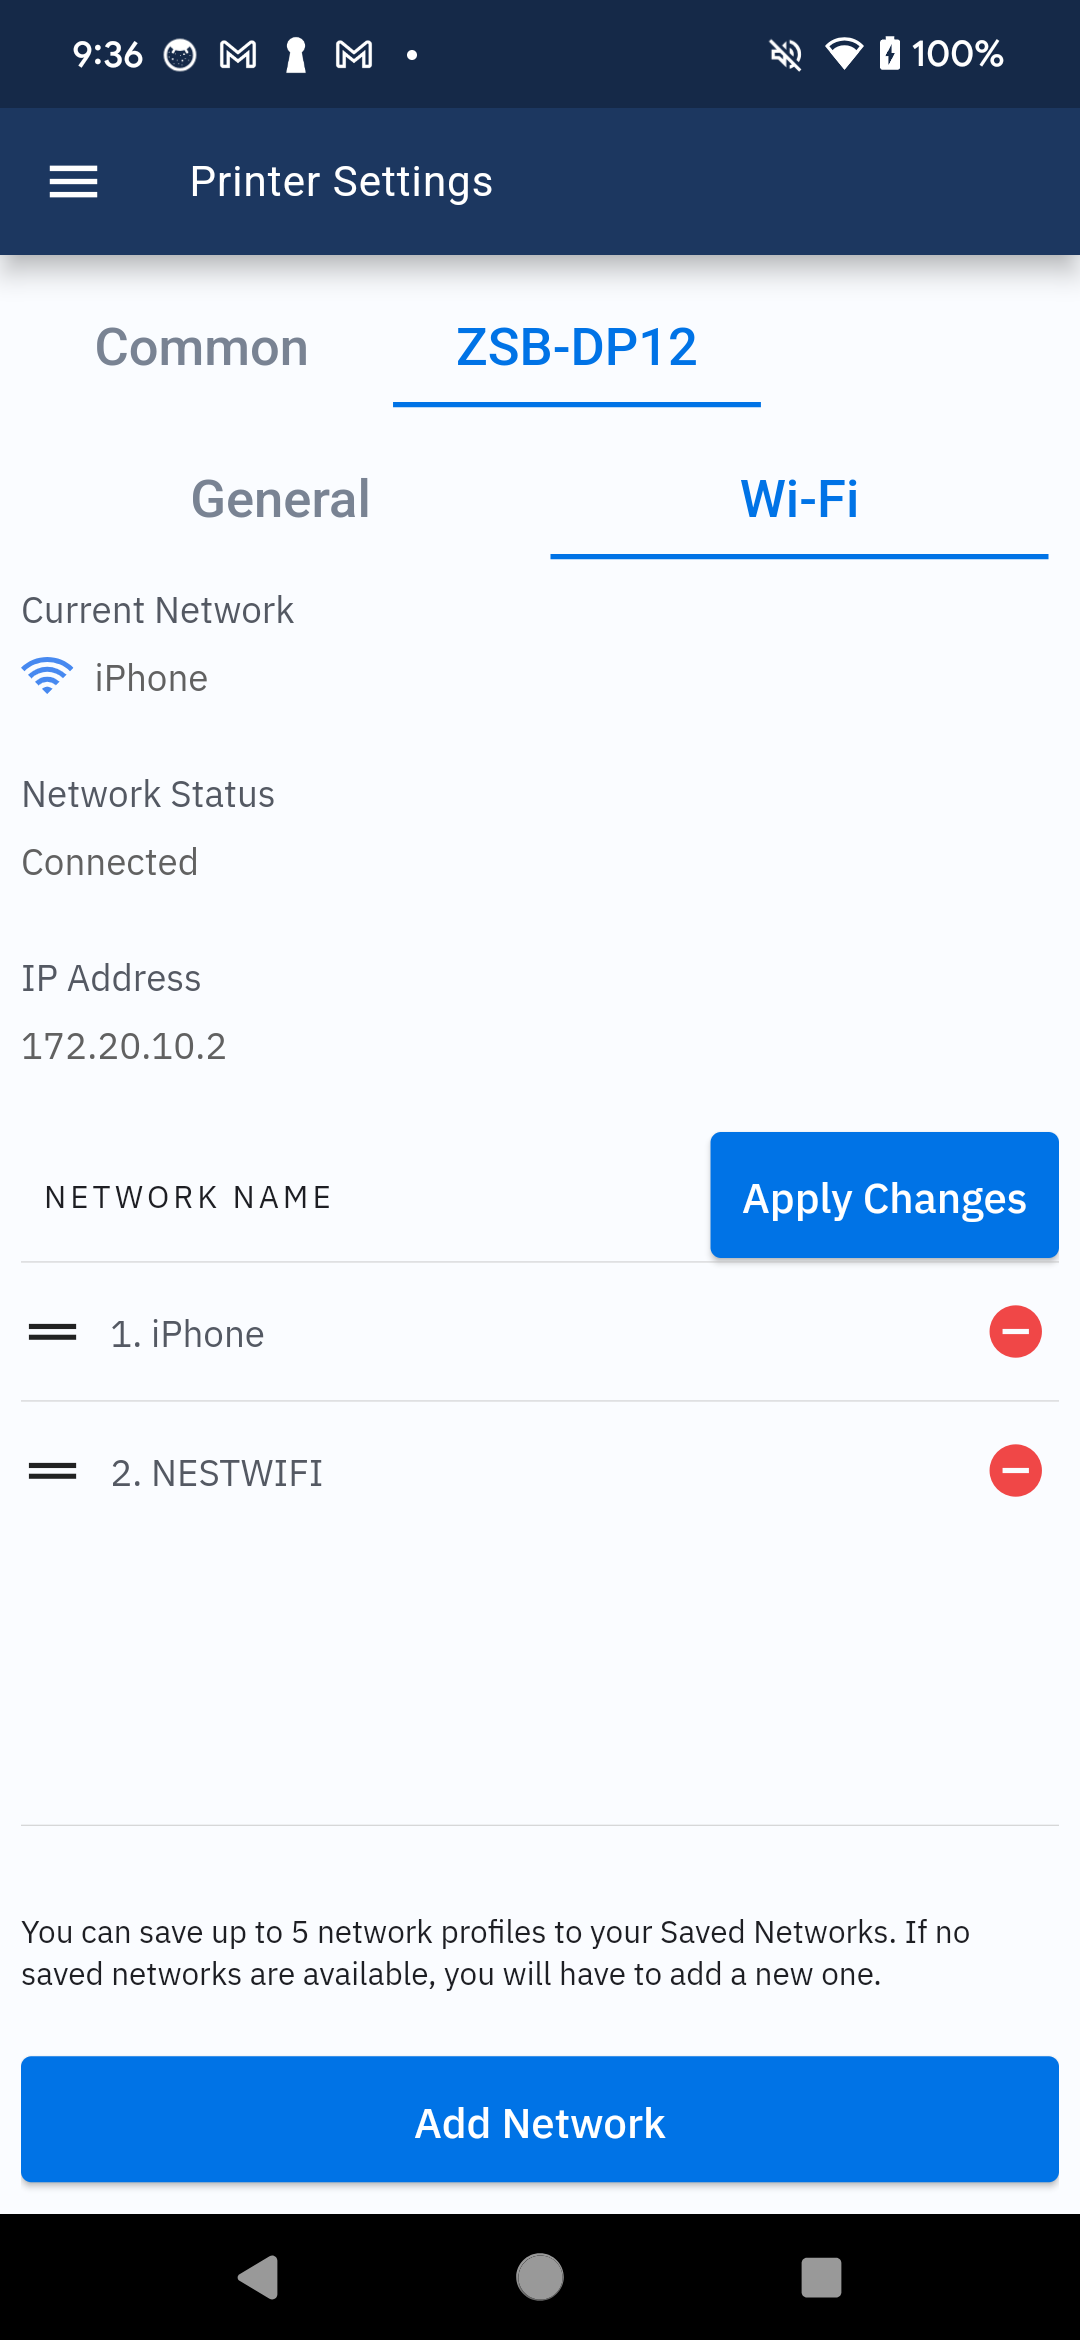 9:36 100%
Printer Settings
Common ZSB-DP12
General Wi-Fi
Current Network
iPhone
Network Status
Connected
IP Address
172.20.10.2
NETWORK NAME Apply Changes
1. iPhone
2. NESTWIFI
You can save up to 5 network profiles to your Saved Networks. If no
saved networks are available, you will have to add a new one.
Add Network